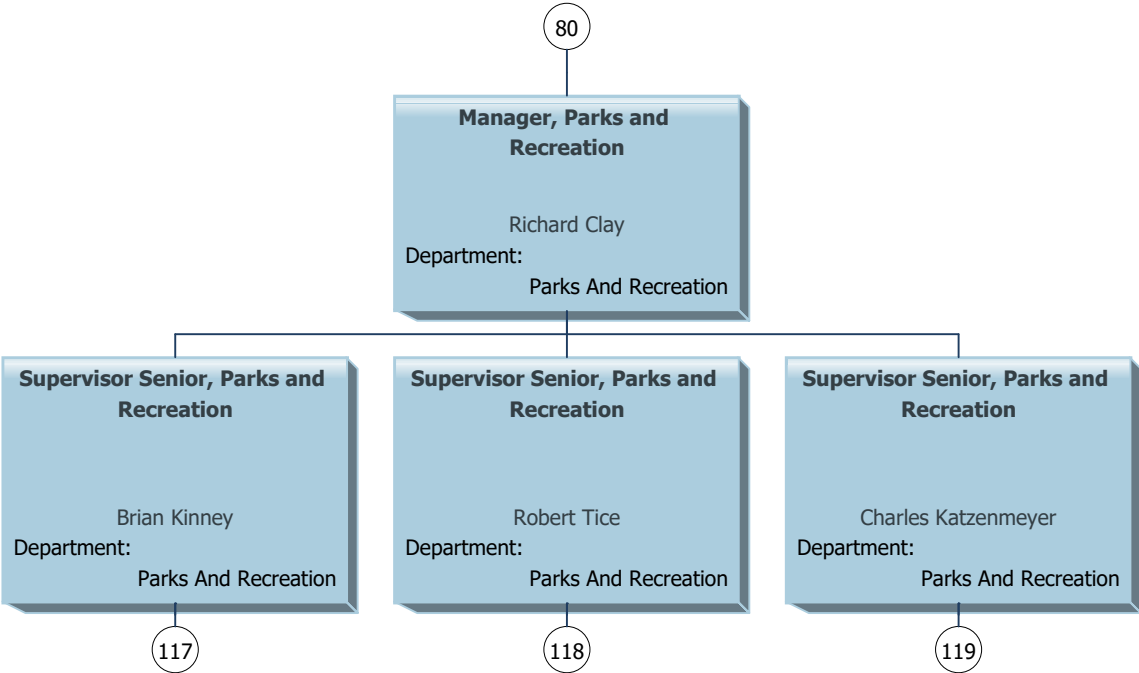 80
Manager, Parks and
Recreation
Richard Clay
Department:
Parks And Recreation
Supervisor Senior, Parks and
Recreation
Brian Kinney
Department:
Parks And Recreation
117
Supervisor Senior, Parks and
Recreation
Robert Tice
Department:
Parks And Recreation
118
Supervisor Senior, Parks and
Recreation
Charles Katzenmeyer
Department:
Parks And Recreation
119